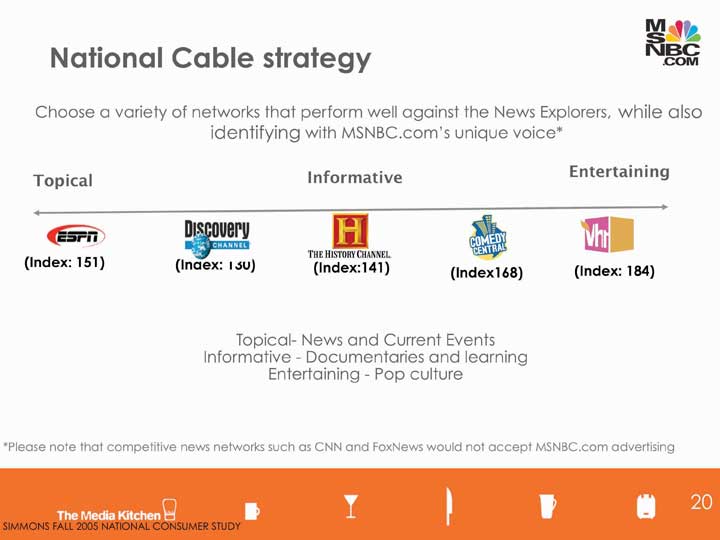 MSNBC
.COM
National Cable strategy
Choose a variety of networks that perform well against the News Explorers, while also
identifying with MSNBC.com's unique voice*
Topical
Informative
Entertaining
ESPN
Discovery
CHANNEL
H
THE HISTORY CHANNEL.
COMEDY
CENTRAL
Vh1
(Index: 151)
(Index: 130)
(Index:141)
(Index168)
(Index: 184)
Topical- News and Current Events
Informative - Documentaries and learning
Entertaining - Pop culture
*Please note that competitive news networks such as CNN and FoxNews would not accept MSNBC.com advertising
The Media Kitchen
SIMMONS FALL 2005 NATIONAL CONSUMER STUDY
20